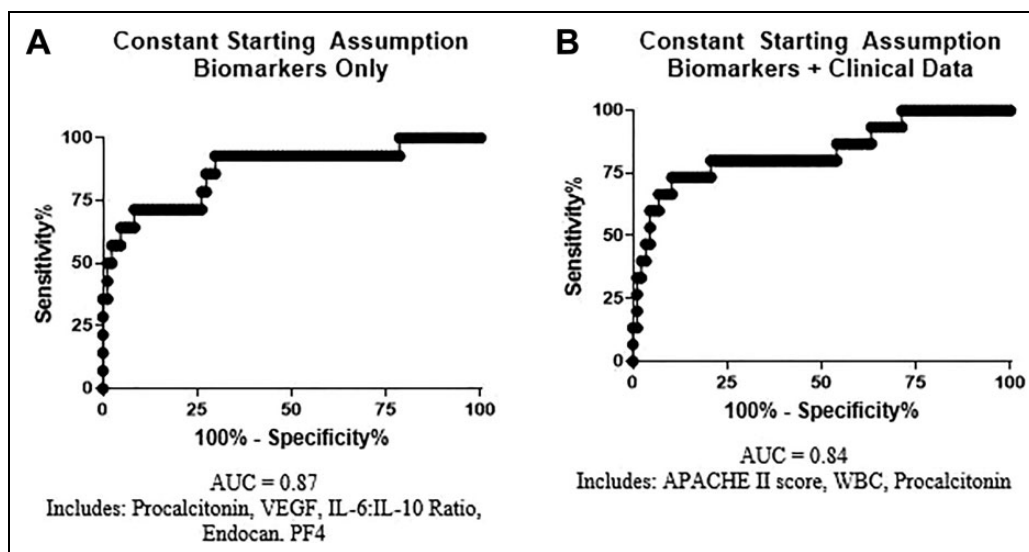 A
Constant Starting Assumption
Biomarkers Only
100
75
50
25
0
Sensitivity%
0 25 50 75 100
100% - Specificity%
AUC = 0.87
Includes: Procalcitonin, VEGF, IL-6:IL-10 Ratio,
Endocan. PF4
B
Constant Starting Assumption
Biomarkers + Clinical Data
100
75
50
25
0
Sensitivity%
0 25 50 75 100
100% - Specificity%
AUC = 0.84
Includes: APACHE II score, WBC, Procalcitonin